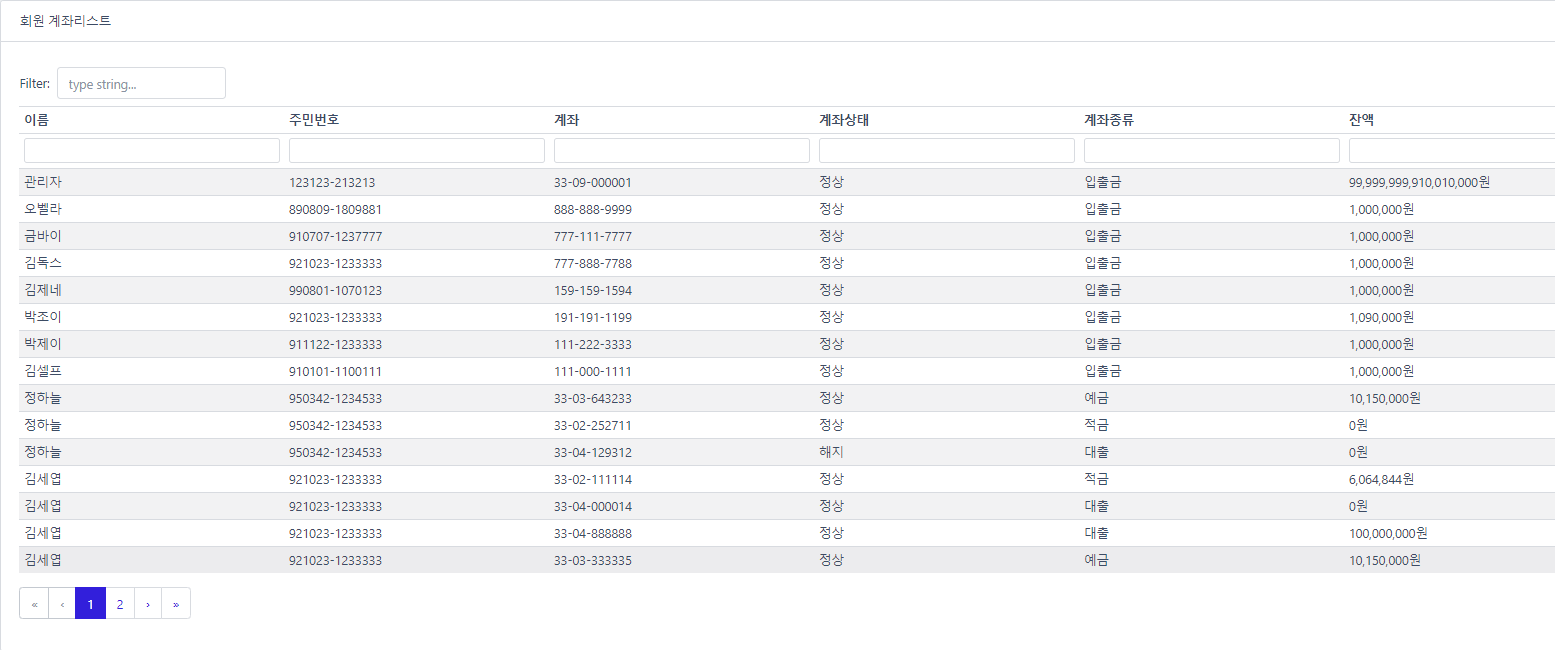 회원 계좌리스트
Filter: type string...
이름 주민번호 계좌 계좌상태 계좌종류 잔액
관리자 123123-213213 33-09-000001 정상 입출금 99,999,999,910,010,000원
오벨라 890809-1809881 888-888-9999 정상 입출금 1,000,000원
금바이 910707-1237777 777-111-7777 정상 입출금 1,000,000원
김독스 921023-1233333 777-888-7788 정상 입출금 1,000,000원
김제네 990801-1070123 159-159-1594 정상 입출금 1,000,000원
박조이 921023-1233333 191-191-1199 정상 입출금 1,090,000원
박제이 911122-1233333 111-222-3333 정상 입출금 1,000,000원
김셀프 910101-1100111 111-000-1111 정상 입출금 1,000,000원
정하늘 950342-1234533 33-03-643233 정상 예금 10,150,000원
정하늘 950342-1234533 33-02-252711 정상 적금 0원
정하늘 950342-1234533 33-04-129312 해지 대출 0원
김세엽 921023-1233333 33-02-111114 정상 적금 6,064,844원
김세엽 921023-1233333 33-04-000014 정상 대출 0원
김세엽 921023-1233333 33-04-888888 정상 대출 100,000,000원
김세엽 921023-1233333 33-03-333335 정상 예금 10,150,000원
« ‹ 1 2 › »